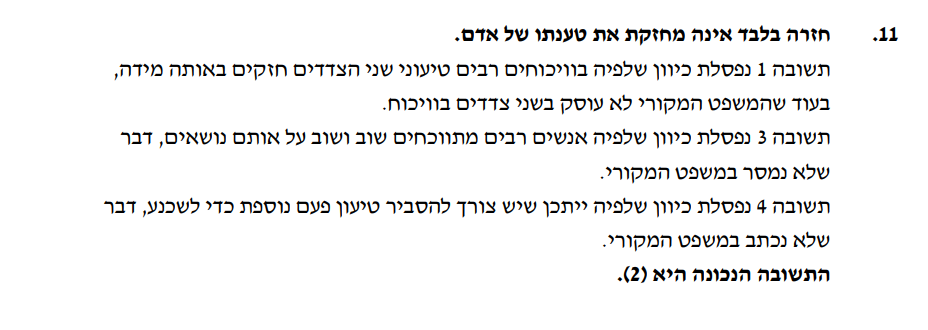 11. חזרה בלבד אינה מחזקת את טענתו של אדם.
תשובה 1 נפסלת כיוון שלפיה בוויכוחים רבים טיעוני שני הצדדים חזקים באותה מידה,
בעוד שהמשפט המקורי לא עוסק בשני צדדים בוויכוח.
תשובה 3 נפסלת כיוון שלפיה אנשים רבים מתווכחים שוב ושוב על אותם נושאים, דבר
שלא נמסר במשפט המקורי.
תשובה 4 נפסלת כיוון שלפיה ייתכן שיש צורך להסביר טיעון פעם נוספת כדי לשכנע, דבר
שלא נכתב במשפט המקורי.
התשובה הנכונה היא (2).